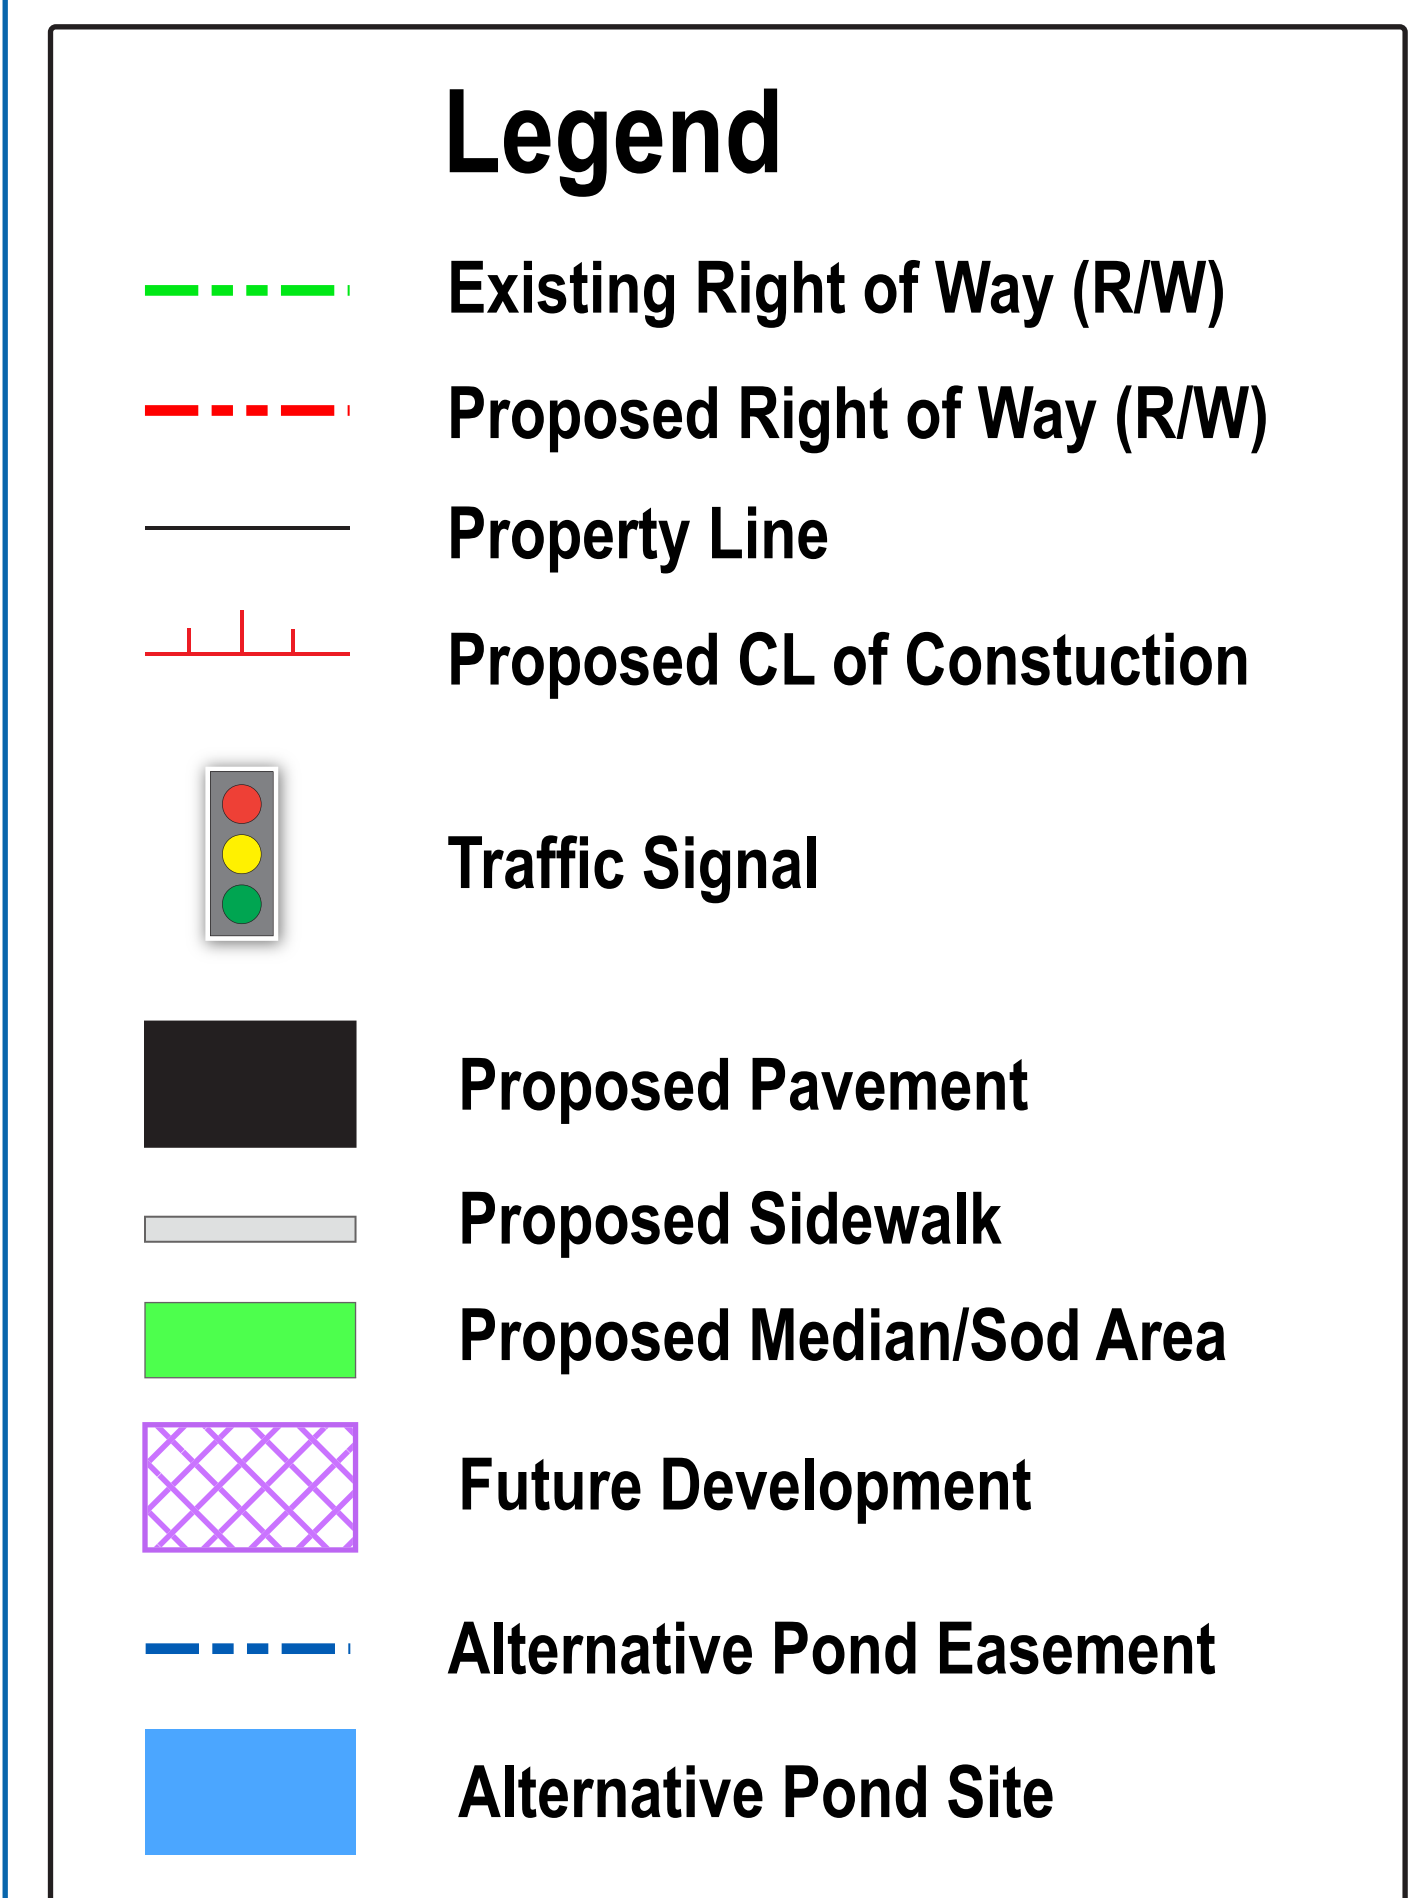 Legend
Existing Right of Way (R/W)
Proposed Right of Way (R/W)
Property Line
Proposed CL of Constuction
Traffic Signal
Proposed Pavement
Proposed Sidewalk
Proposed Median/Sod Area
Future Development
Alternative Pond Easement
Alternative Pond Site